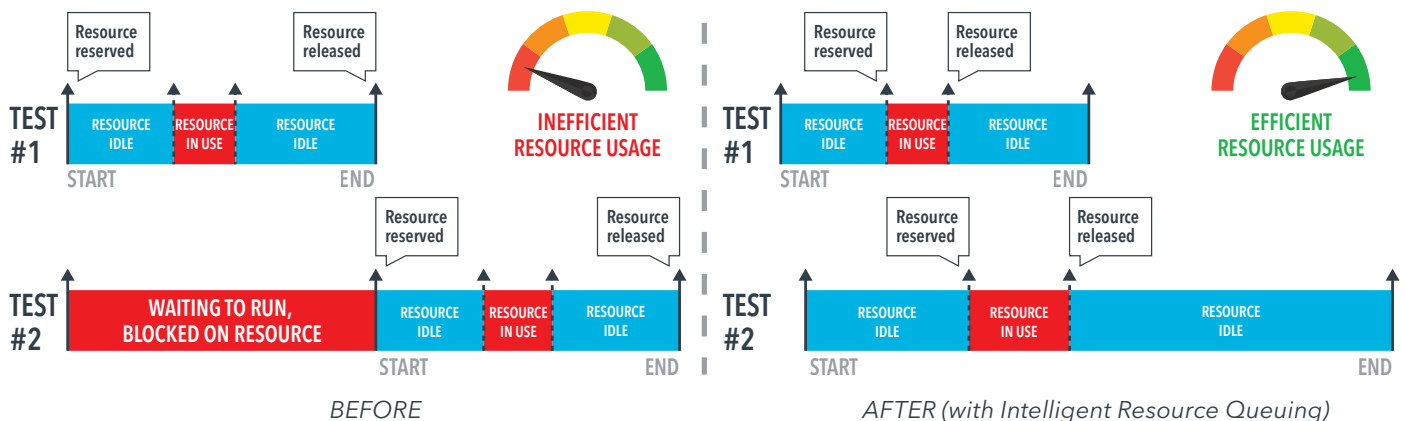 Resource
reserved
Resource
released
TEST
#1
RESOURCE
IDLE
RESOURCE
IN USE
RESOURCE
IDLE
START
END
INEFFICIENT
RESOURCE USAGE
Resource
reserved
Resource
released
TEST
#2
WAITING TO RUN,
BLOCKED ON RESOURCE
RESOURCE
IDLE
RESOURCE
IN USE
RESOURCE
IDLE
START
END
BEFORE
Resource
reserved
Resource
released
TEST
#1
RESOURCE
IDLE
RESOURCE
IN USE
RESOURCE
IDLE
START
END
EFFICIENT
RESOURCE USAGE
Resource
reserved
Resource
released
TEST
#2
RESOURCE
IDLE
RESOURCE
IN USE
RESOURCE
IDLE
START
END
AFTER (with Intelligent Resource Queuing)